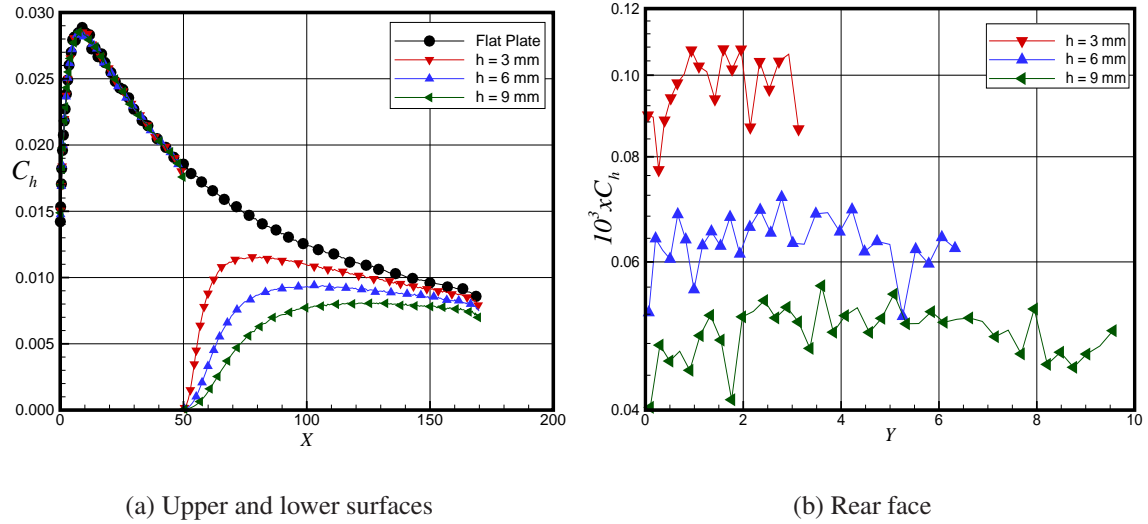 0.030
0.025
0.020
0.015
0.010
0.005
0.000
C_h
0 50 100 150 200
X
Flat Plate
h = 3 mm
h = 6 mm
h = 9 mm
(a) Upper and lower surfaces
0.12
0.10
0.08
0.06
0.04
10³xC_h
0 2 4 6 8 10
Y
h = 3 mm
h = 6 mm
h = 9 mm
(b) Rear face